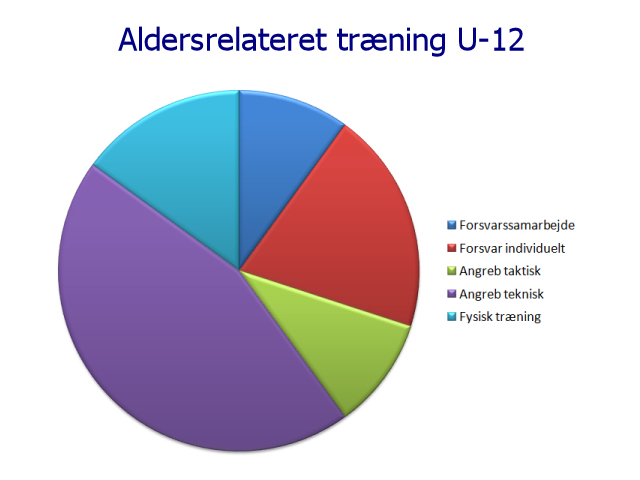 Aldersrelateret træning U-12
Forsvarssamarbejde
Forsvar individuelt
Angreb taktisk
Angreb teknisk
Fysisk træning